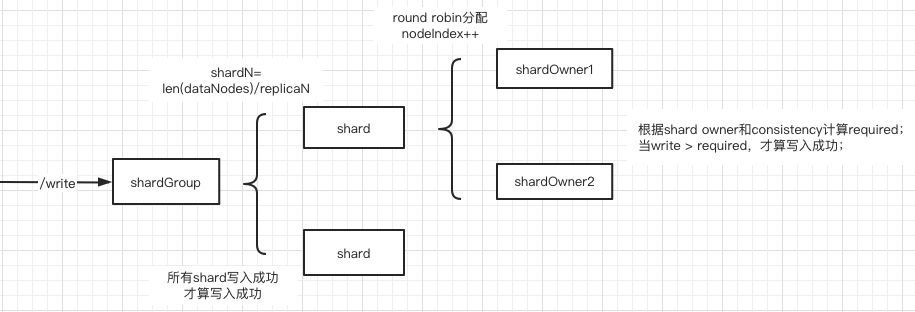 round robin分配
nodeIndex++
shardOwner1
shardN=
len(dataNodes)/replicaN
shard
根据shard owner和consistency计算required；
当write > required，才算写入成功；
/write
shardGroup
shardOwner2
shard
所有shard写入成功
才算写入成功